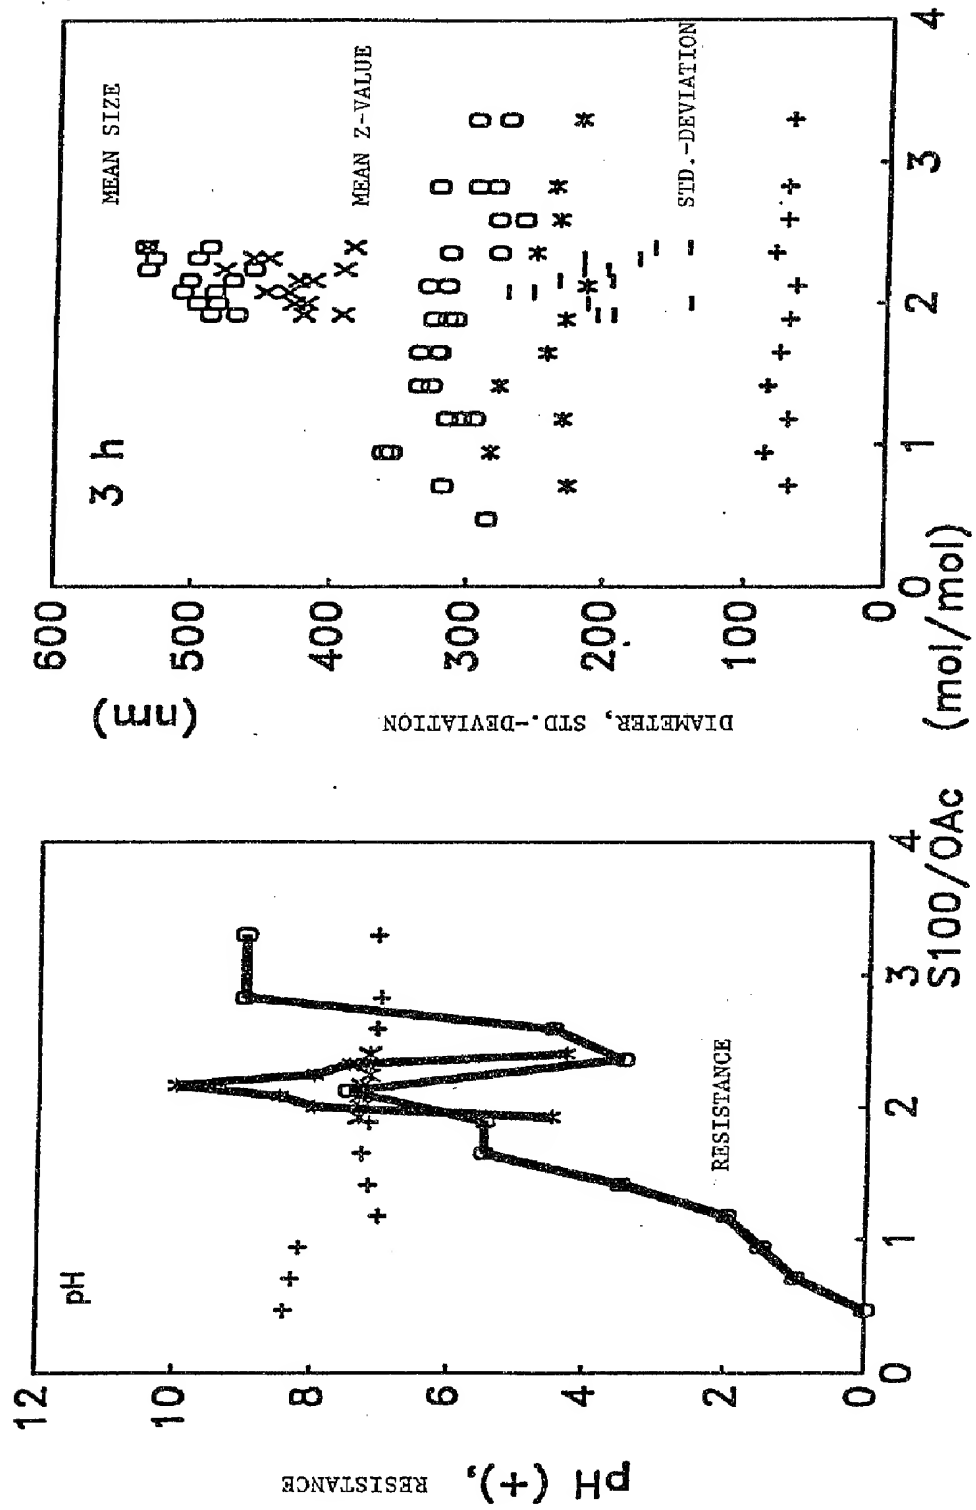 pH
RESISTANCE
12
10
8
6
4
2
0
pH (+),
RESISTANCE
0
1
2
3
4
S100/OAc (mol/mol)
3 h
MEAN SIZE
MEAN Z-VALUE
STD.-DEVIATION
600
500
400
300
200
100
0
(nm)
DIAMETER, STD.-DEVIATION
0
1
2
3
4